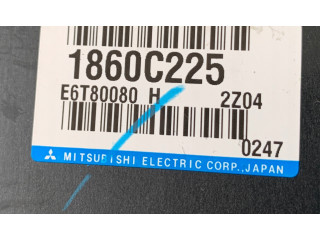 1860C225
E6T80080 H 2Z04
0247
MITSUBISHI ELECTRIC CORP.,JAPAN